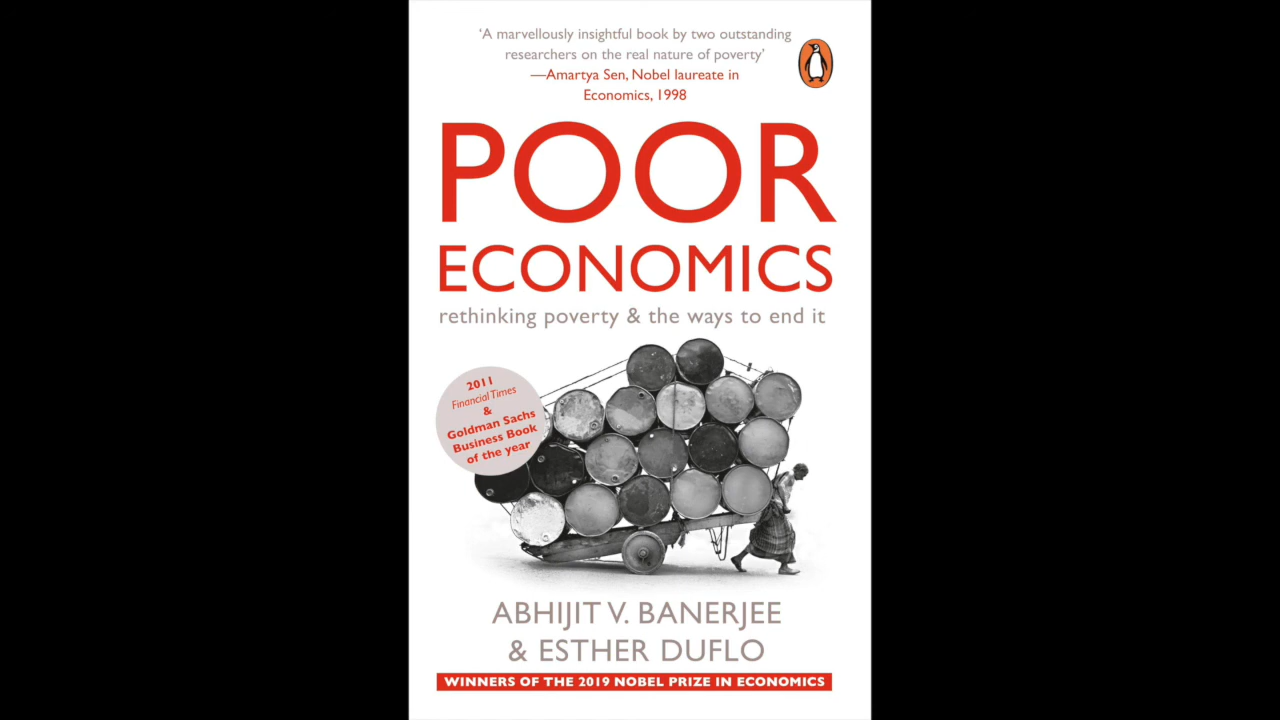 ‘A marvellously insightful book by two outstanding
researchers on the real nature of poverty’
—Amartya Sen, Nobel laureate in
Economics, 1998
POOR
ECONOMICS
rethinking poverty & the ways to end it
2011
Financial Times
&
Goldman Sachs
Business Book
of the year
ABHIJIT V. BANERJEE
& ESTHER DUFLO
WINNERS OF THE 2019 NOBEL PRIZE IN ECONOMICS